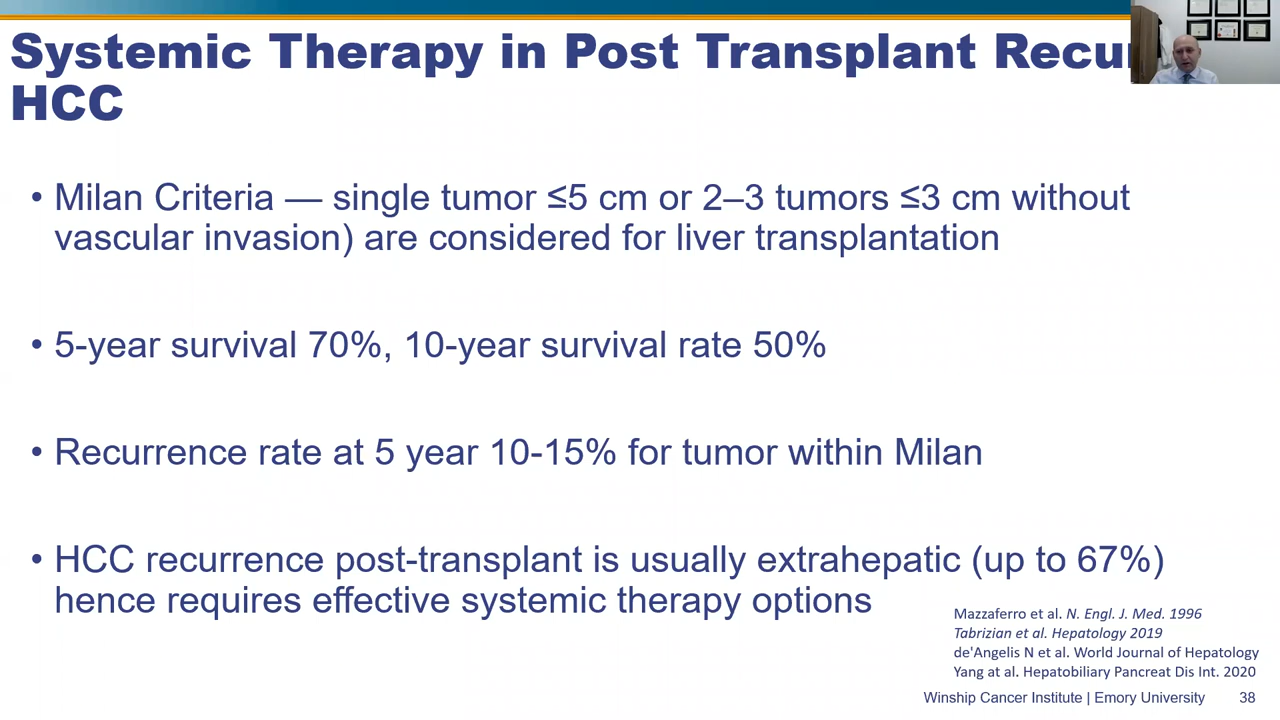 Systemic Therapy in Post Transplant
HCC
• Milan Criteria — single tumor ≤5 cm or 2–3 tumors ≤3 cm without
vascular invasion) are considered for liver transplantation
• 5-year survival 70%, 10-year survival rate 50%
• Recurrence rate at 5 year 10-15% for tumor within Milan
• HCC recurrence post-transplant is usually extrahepatic (up to 67%)
hence requires effective systemic therapy options
Mazzaferro et al. N. Engl. J. Med. 1996
Tabrizian et al. Hepatology 2019
de'Angelis N et al. World Journal of Hepatology
Yang at al. Hepatobiliary Pancreat Dis Int. 2020
Winship Cancer Institute | Emory University 38